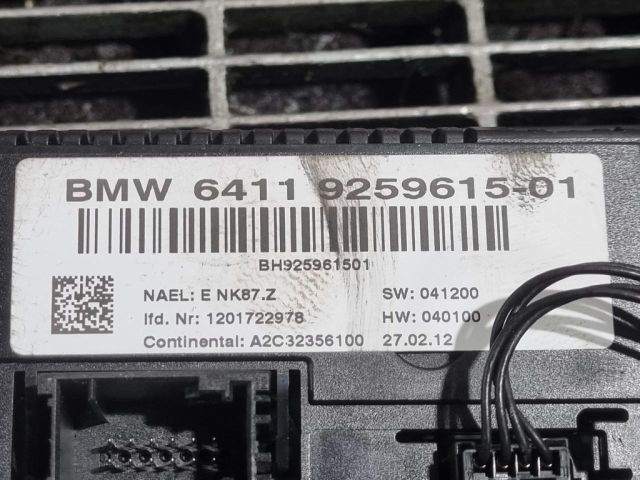 BMW 6411 9259615-01
BH925961501
NAEL: E NK87.Z SW: 041200
lfd. Nr: 1201722978 HW: 040100
Continental: A2C32356100 27.02.12